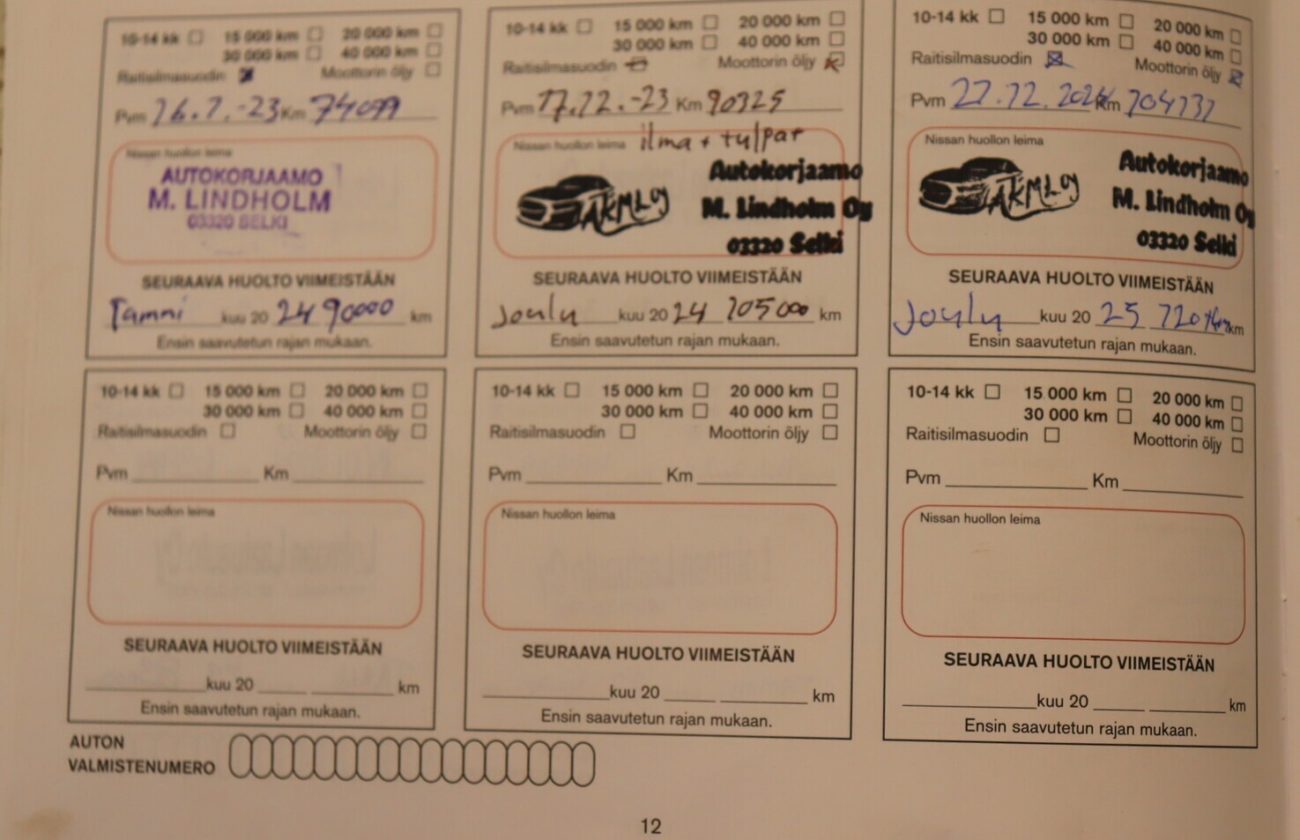 10-14 kk 15 000 km 20 000 km
30 000 km 40 000 km
Raitisilmasuodin Moottorin öljy
Pvm 26.7.-23 Km 74099
Nissan huollon leima
AUTOKORJAAMO
M. LINDHOLM
03320 SELKI
SEURAAVA HUOLTO VIIMEISTÄÄN
Tammi kuu 20 24 90000 km
Ensin saavutetun rajan mukaan.
10-14 kk 15 000 km 20 000 km
30 000 km 40 000 km
Raitisilmasuodin Moottorin öljy
Pvm 17.12.-23 Km 90325
Nissan huollon leima ilma + tulpat
AKMLOY
Autokorjaamo
M. Lindholm Oy
03320 Selki
SEURAAVA HUOLTO VIIMEISTÄÄN
Joulu kuu 20 24 105000 km
Ensin saavutetun rajan mukaan.
10-14 kk 15 000 km 20 000 km
30 000 km 40 000 km
Raitisilmasuodin Moottorin öljy
Pvm 27.12.2024 Km 104132
Nissan huollon leima
AKMLOY
Autokorjaamo
M. Lindholm Oy
03320 Selki
SEURAAVA HUOLTO VIIMEISTÄÄN
Joulu kuu 20 25 km
Ensin saavutetun rajan mukaan.
10-14 kk 15 000 km 20 000 km
30 000 km 40 000 km
Raitisilmasuodin Moottorin öljy
Pvm Km
Nissan huollon leima
SEURAAVA HUOLTO VIIMEISTÄÄN
kuu 20 km
Ensin saavutetun rajan mukaan.
10-14 kk 15 000 km 20 000 km
30 000 km 40 000 km
Raitisilmasuodin Moottorin öljy
Pvm Km
Nissan huollon leima
SEURAAVA HUOLTO VIIMEISTÄÄN
kuu 20 km
Ensin saavutetun rajan mukaan.
10-14 kk 15 000 km 20 000 km
30 000 km 40 000 km
Raitisilmasuodin Moottorin öljy
Pvm Km
Nissan huollon leima
SEURAAVA HUOLTO VIIMEISTÄÄN
kuu 20 km
Ensin saavutetun rajan mukaan.
AUTON
VALMISTENUMERO
12